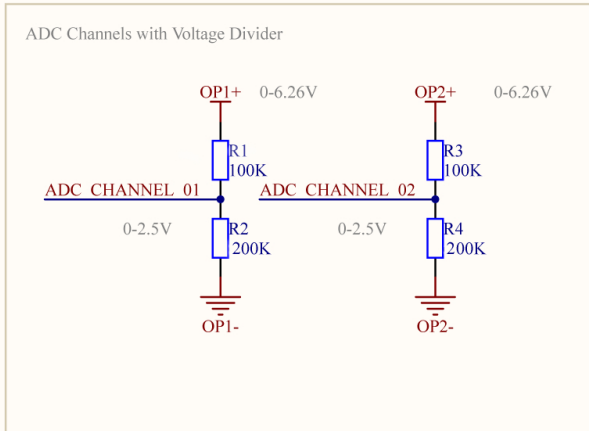 ADC Channels with Voltage Divider
OP1+ 0-6.26V
OP2+ 0-6.26V
R1
100K
R3
100K
ADC CHANNEL 01
ADC CHANNEL 02
0-2.5V
R2
200K
0-2.5V
R4
200K
OP1-
OP2-